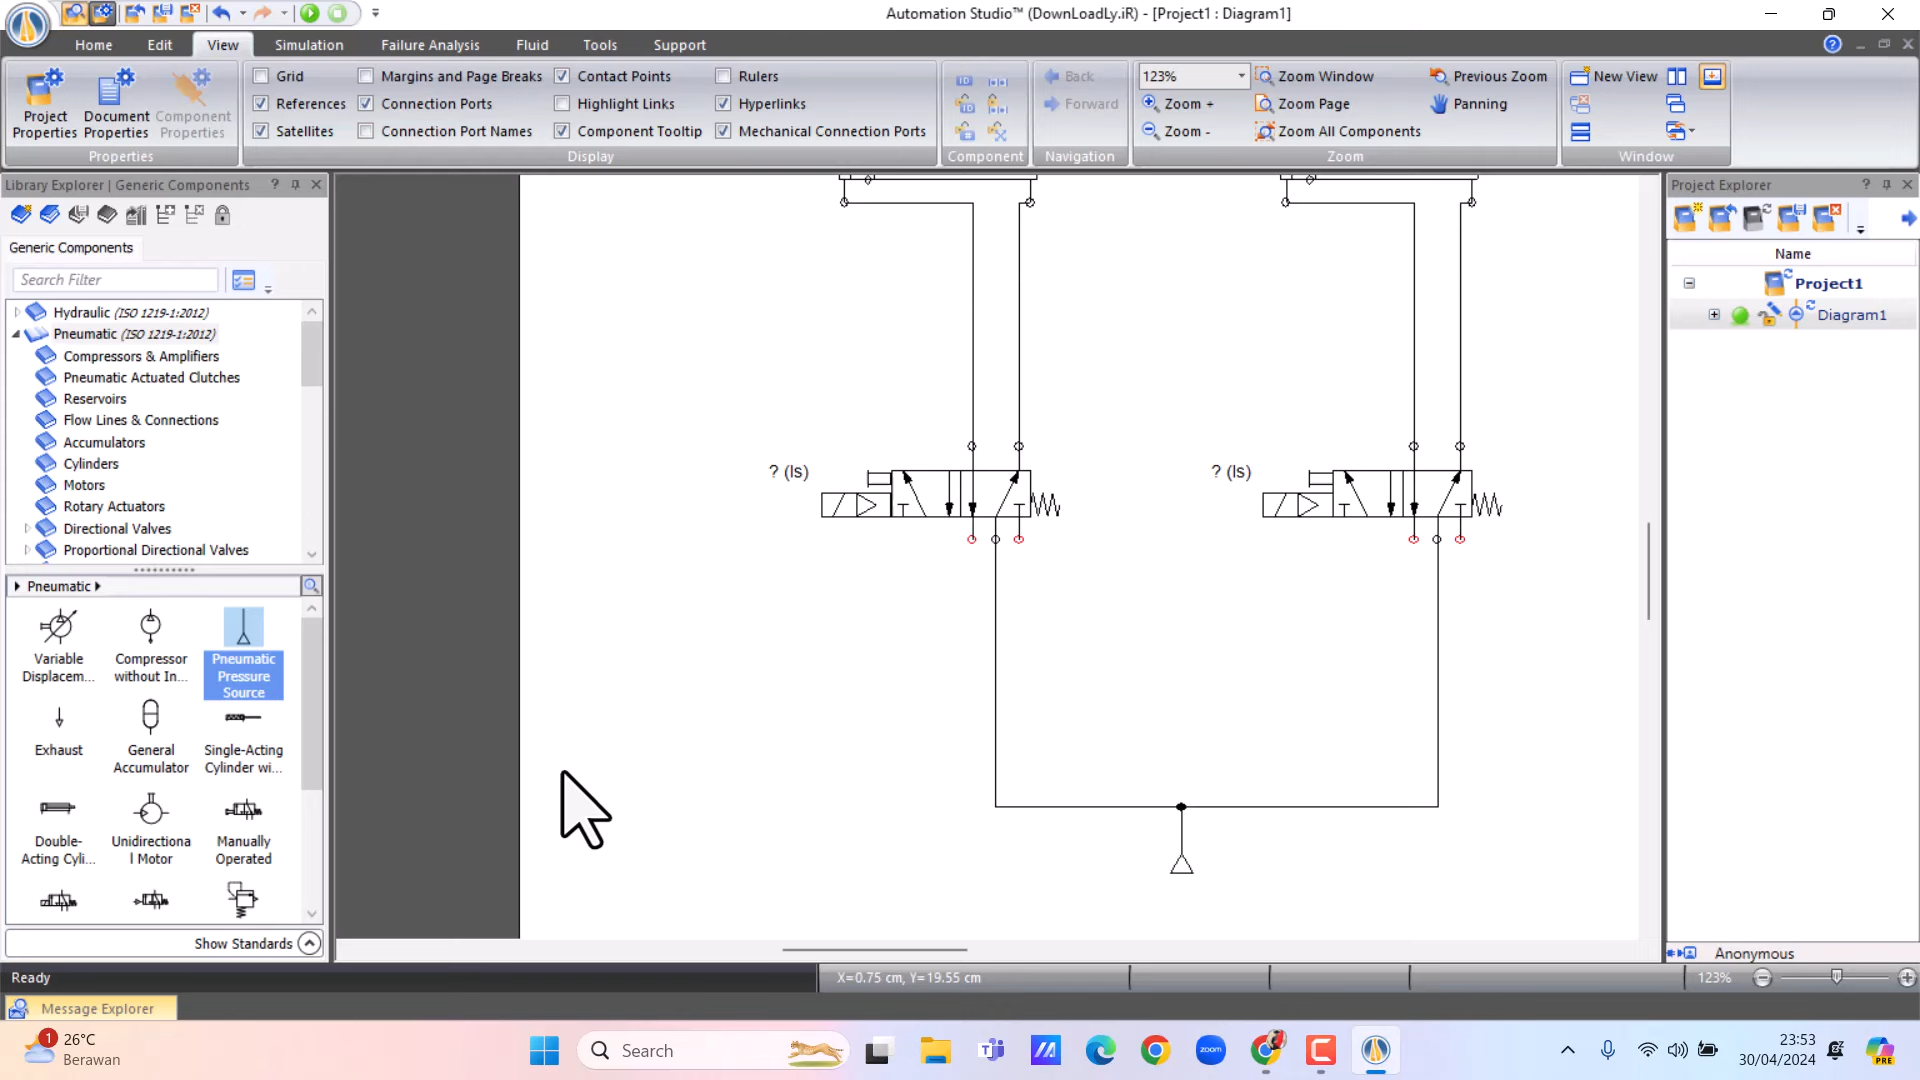 Automation Studio™ (DownLoadLy.iR) - [Project1 : Diagram1]
Home Edit View Simulation Failure Analysis Fluid Tools Support
Project Properties
Document Properties
Component Properties
Properties
Grid
References
Satellites
Margins and Page Breaks
Connection Ports
Connection Port Names
Contact Points
Highlight Links
Component Tooltip
Rulers
Hyperlinks
Mechanical Connection Ports
Display
Component
Back
Forward
Navigation
123%
Zoom +
Zoom -
Zoom Window
Zoom Page
Zoom All Components
Previous Zoom
Panning
Zoom
New View
Window
Library Explorer | Generic Components
Generic Components
Search Filter
Hydraulic (ISO 1219-1:2012)
Pneumatic (ISO 1219-1:2012)
Compressors & Amplifiers
Pneumatic Actuated Clutches
Reservoirs
Flow Lines & Connections
Accumulators
Cylinders
Motors
Rotary Actuators
Directional Valves
Proportional Directional Valves
Pneumatic
Variable Displacem...
Compressor without In...
Pneumatic Pressure Source
Exhaust
General Accumulator
Single-Acting Cylinder wi...
Double-Acting Cyli...
Unidirectional Motor
Manually Operated
Show Standards
? (ls)
? (ls)
Project Explorer
Name
Project1
Diagram1
Anonymous
Ready
X=0.75 cm, Y=19.55 cm
123%
Message Explorer
1
26°C
Berawan
Search
zoom
23:53
30/04/2024
PRE